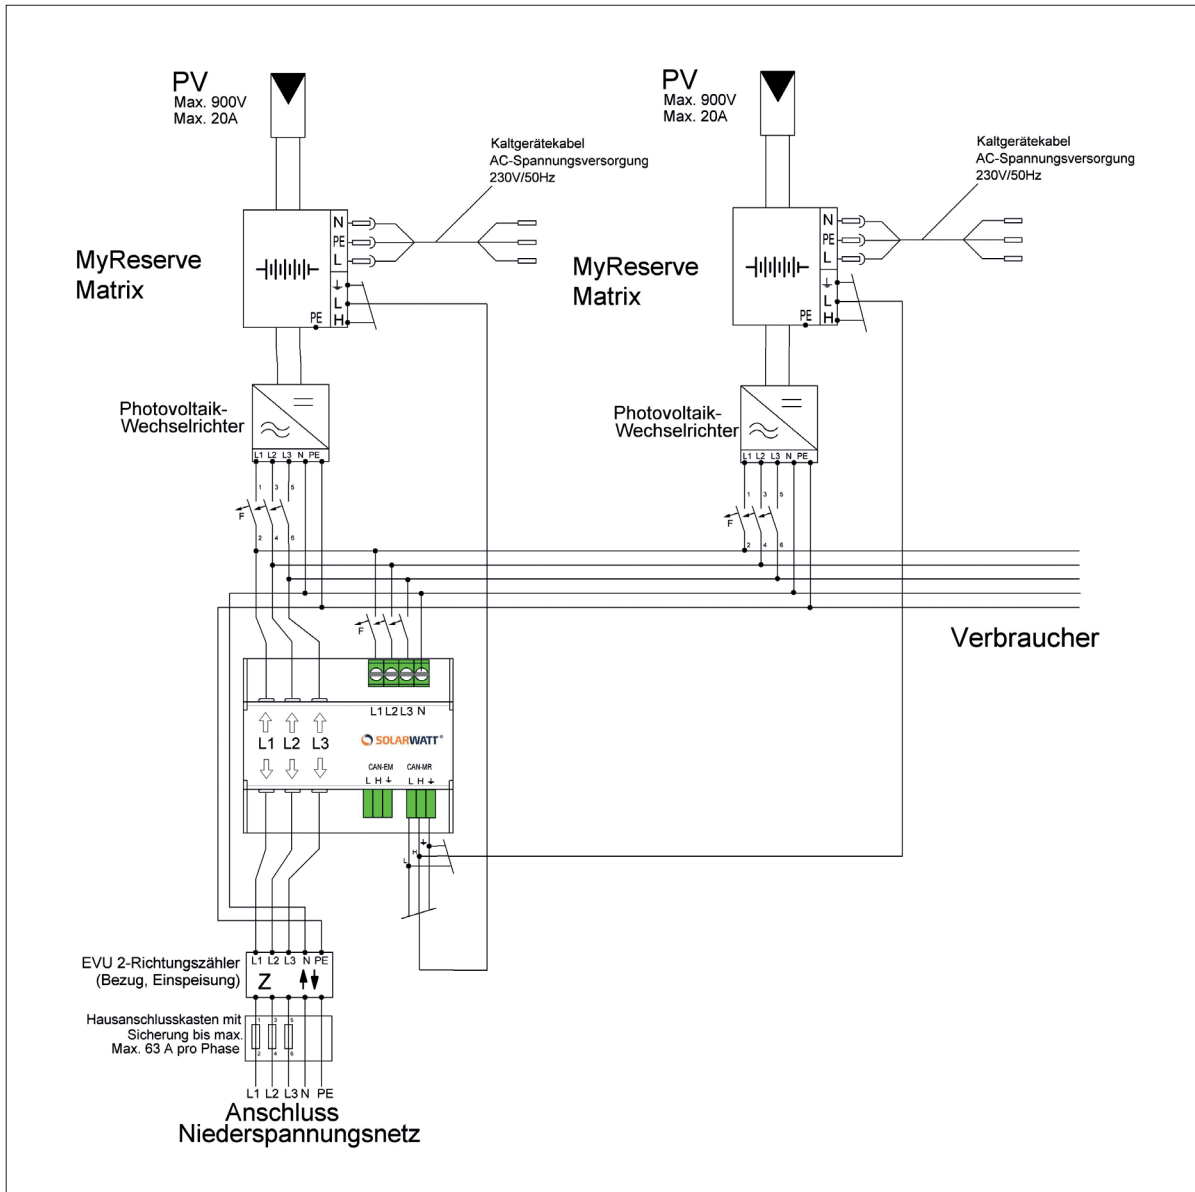 PV
Max. 900V
Max. 20A
Kaltgerätekabel
AC-Spannungsversorgung
230V/50Hz
N
PE
L
L
H
PE
MyReserve
Matrix
Photovoltaik-
Wechselrichter
L1 L2 L3 N PE
1 3 5
F
2 4 6
PV
Max. 900V
Max. 20A
Kaltgerätekabel
AC-Spannungsversorgung
230V/50Hz
N
PE
L
L
H
PE
MyReserve
Matrix
Photovoltaik-
Wechselrichter
L1 L2 L3 N PE
1 3 5
F
2 4 6
Verbraucher
F
L1 L2 L3 N
SOLARWATT®
L1 L2 L3
CAN-EM CAN-MR
L H L H
L H
EVU 2-Richtungszähler
(Bezug, Einspeisung)
L1 L2 L3 N PE
Z
Hausanschlusskasten mit
Sicherung bis max.
Max. 63 A pro Phase
1 3 5
2 4 6
L1 L2 L3 N PE
Anschluss
Niederspannungsnetz